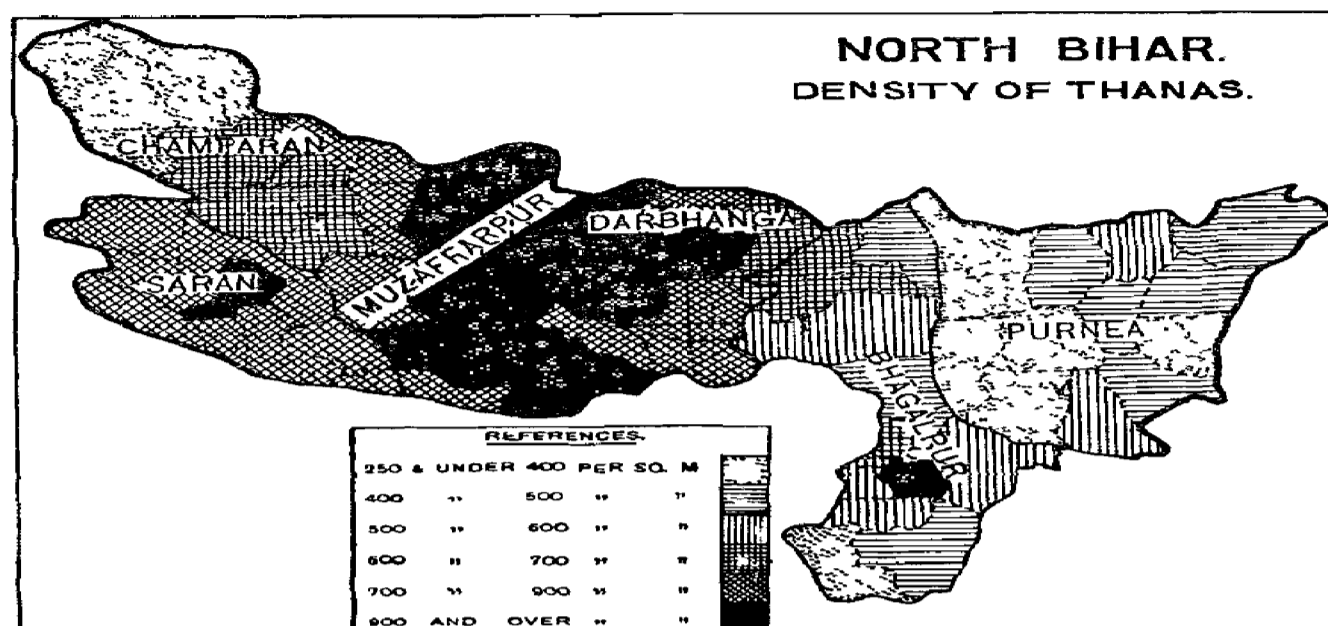 NORTH BIHAR.
DENSITY OF THANAS.
CHAMPARAN
MUZAFFARPUR
DARBHANGA
SARAN
PURNEA
BHAGALPUR
REFERENCES.
250 & UNDER 400 PER SQ. M
400 " 500 " "
500 " 600 " "
600 " 700 " "
700 " 900 " "
900 AND OVER " "